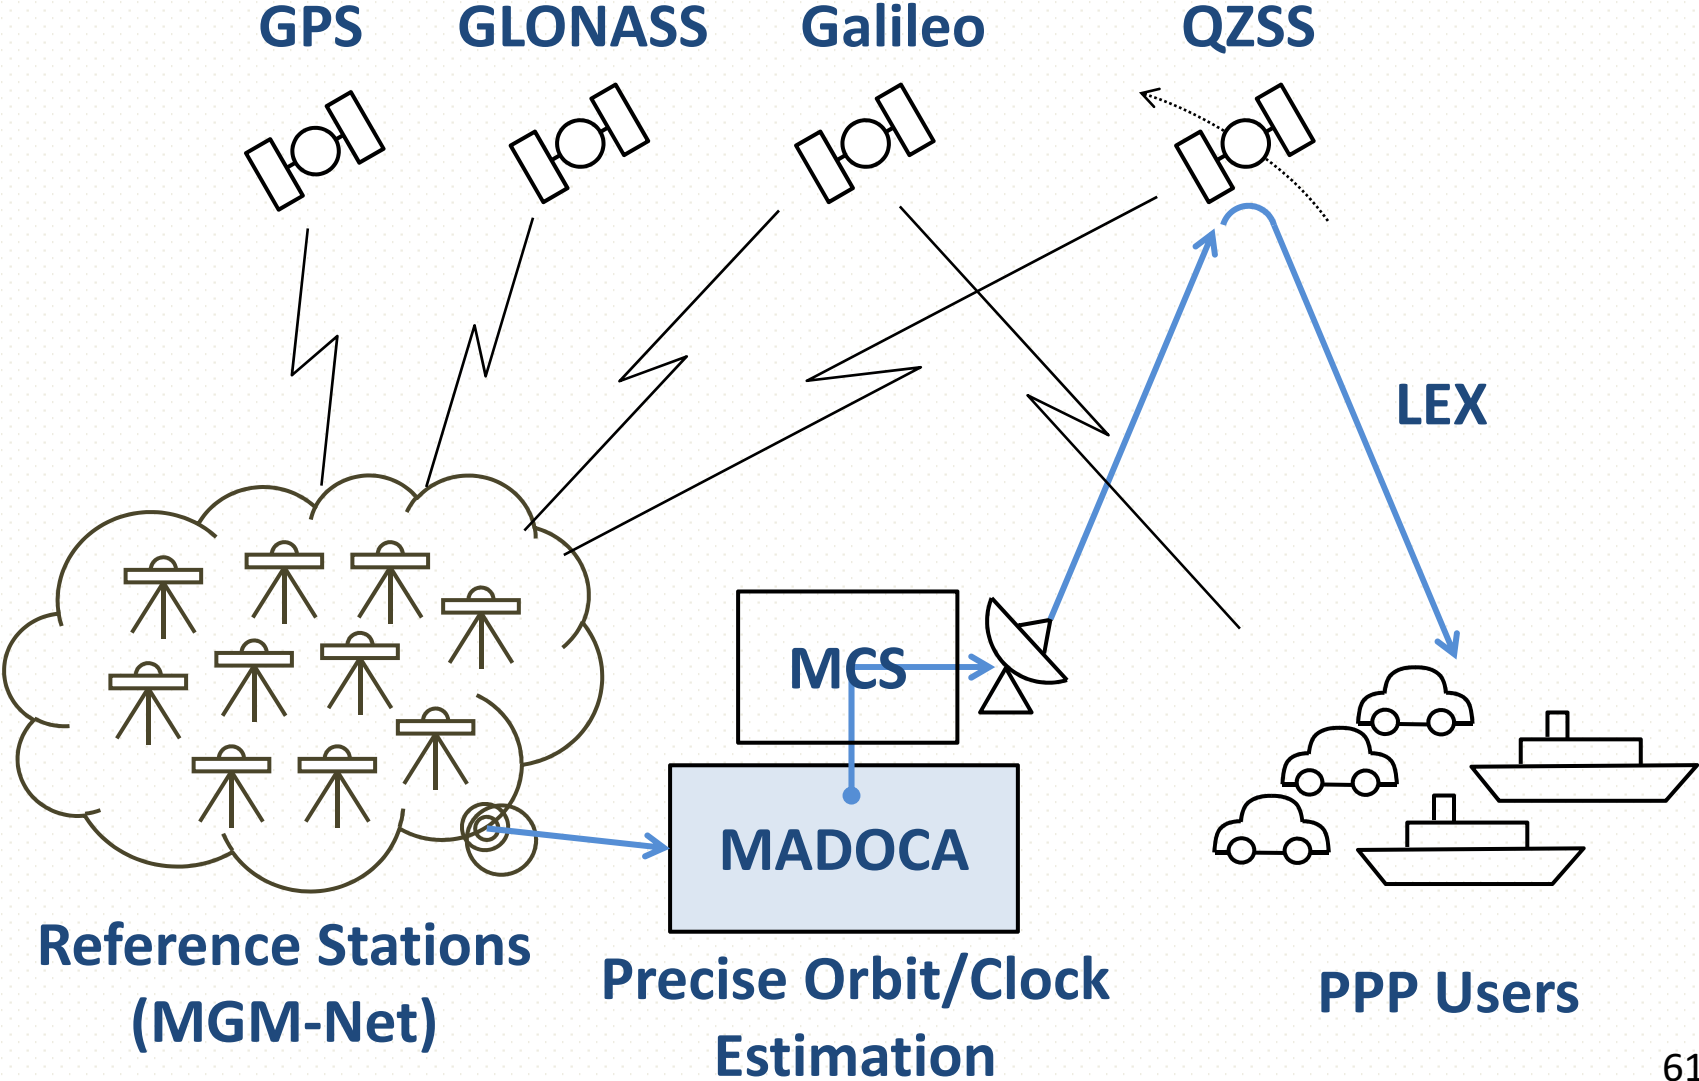 GPS
GLONASS
Galileo
QZSS
LEX
MCS
MADOCA
Reference Stations
(MGM-Net)
Precise Orbit/Clock
Estimation
PPP Users
61